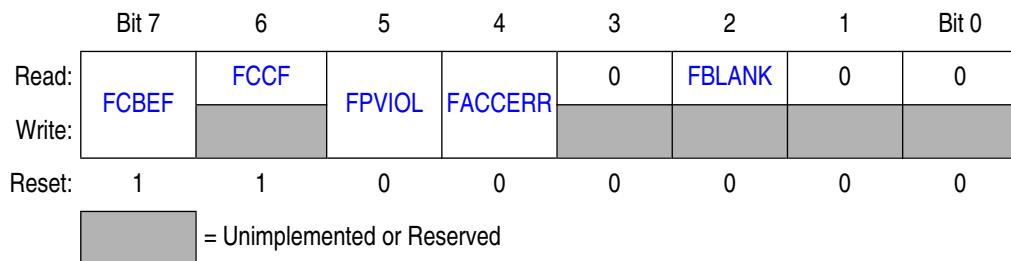 Bit 7 6 5 4 3 2 1 Bit 0
Read: FCBEF FCCF FPVIOL FACCERR 0 FBLANK 0 0
Write:
Reset: 1 1 0 0 0 0 0 0
= Unimplemented or Reserved